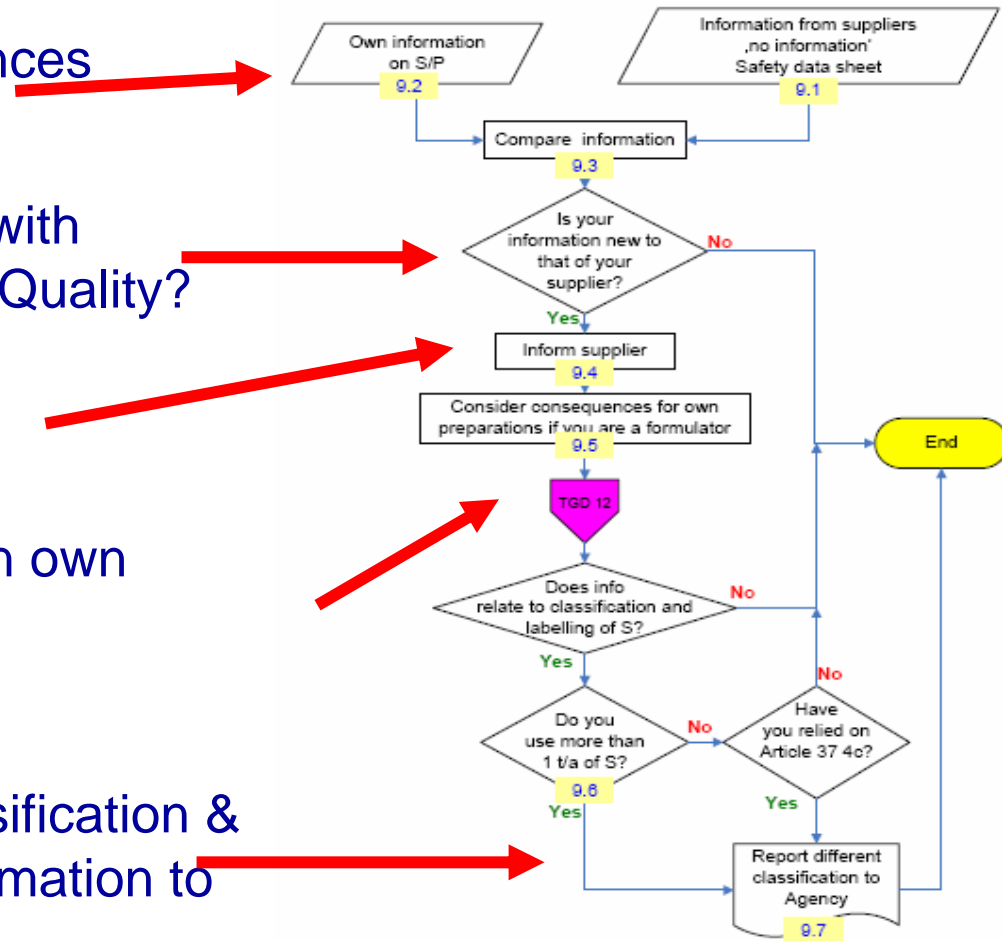 nces
with
Quality?
n own
sification &
rmation to
Own information
on S/P
9.2
Information from suppliers
‚no information'
Safety data sheet
9.1
Compare information
9.3
Is your
information new to
that of your
supplier?
No
Yes
Inform supplier
9.4
Consider consequences for own
preparations if you are a formulator
9.5
End
TGD 12
Does info
relate to classification and
labelling of S?
No
Yes
Do you
use more than
1 t/a of S?
9.6
No
Yes
Have
you relied on
Article 37 4c?
No
Yes
Report different
classification to
Agency
9.7